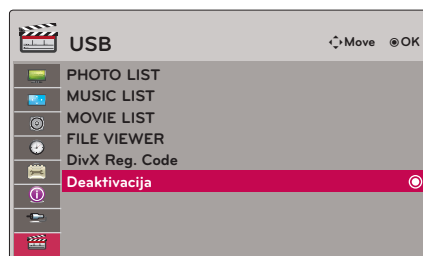 USB
Move OK
PHOTO LIST
MUSIC LIST
MOVIE LIST
FILE VIEWER
DivX Reg. Code
Deaktivacija